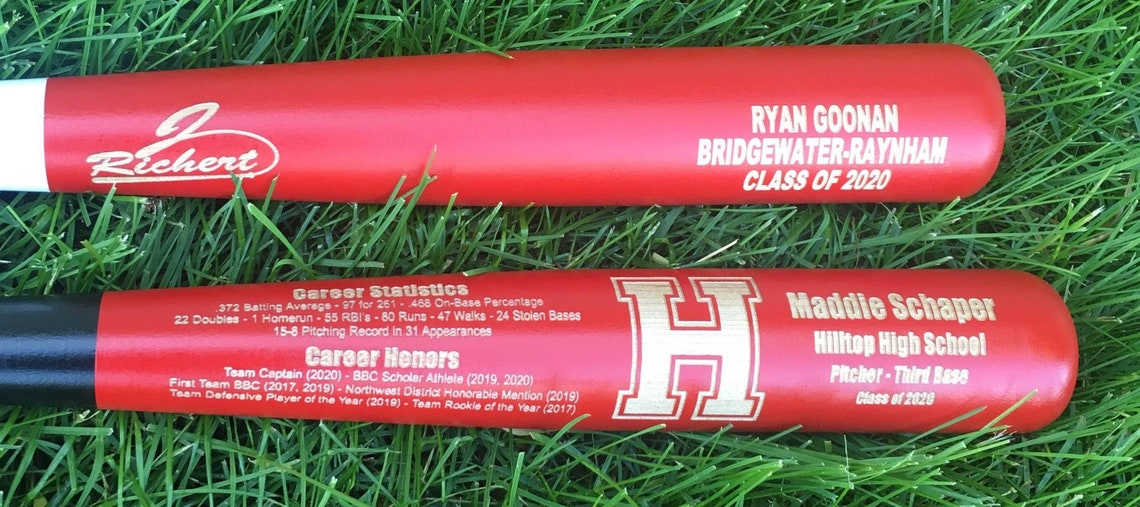 J
Richert
RYAN GOONAN
BRIDGEWATER-RAYNHAM
CLASS OF 2020
Career Statistics
.372 Batting Average - 97 for 261 - .468 On-Base Percentage
22 Doubles - 1 Homerun - 55 RBI's - 80 Runs - 47 Walks - 24 Stolen Bases
15-8 Pitching Record in 31 Appearances
Career Honors
Team Captain (2020) - BBC Scholar Athlete (2019, 2020)
First Team BBC (2017, 2019) - Northwest District Honorable Mention (2019)
Team Defensive Player of the Year (2019) - Team Rookie of the Year (2017)
H
Maddie Schaper
Hilltop High School
Pitcher - Third Base
Class of 2020